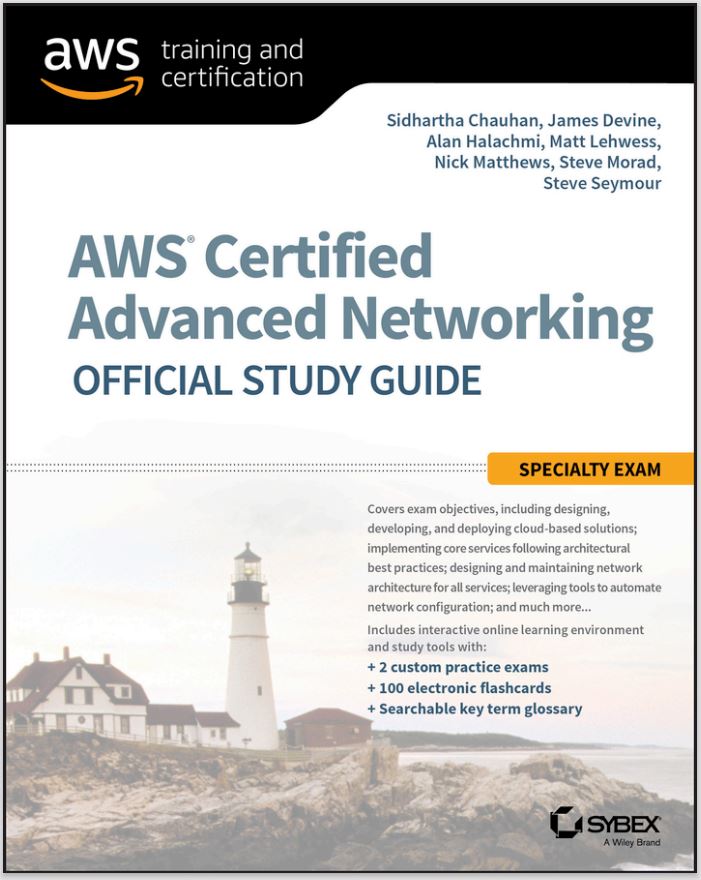 aws training and
certification
Sidhartha Chauhan, James Devine,
Alan Halachmi, Matt Lehwess,
Nick Matthews, Steve Morad,
Steve Seymour
AWS® Certified
Advanced Networking
OFFICIAL STUDY GUIDE
SPECIALTY EXAM
Covers exam objectives, including designing,
developing, and deploying cloud-based solutions;
implementing core services following architectural
best practices; designing and maintaining network
architecture for all services; leveraging tools to automate
network configuration; and much more...
Includes interactive online learning environment
and study tools with:
+ 2 custom practice exams
+ 100 electronic flashcards
+ Searchable key term glossary
SYBEX®
A Wiley Brand